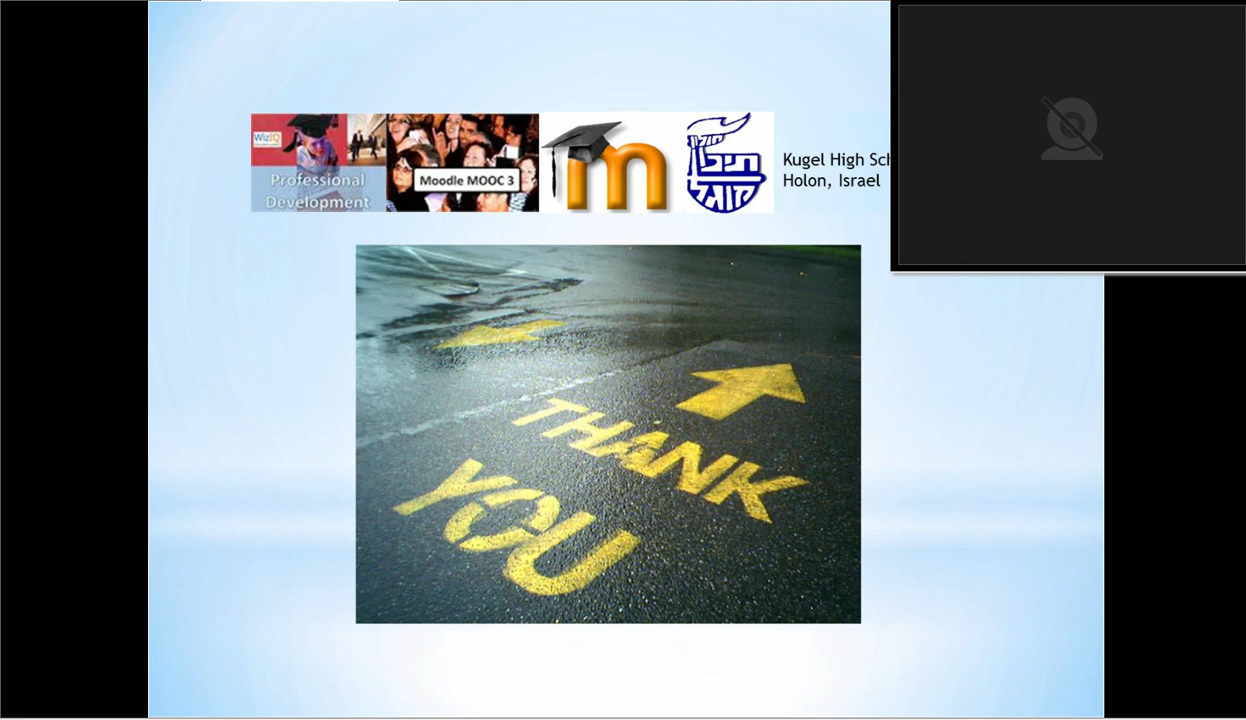 WizIQ
Professional
Development
Moodle MOOC 3
m
Kugel High Sch
Holon, Israel
THANK
YOU